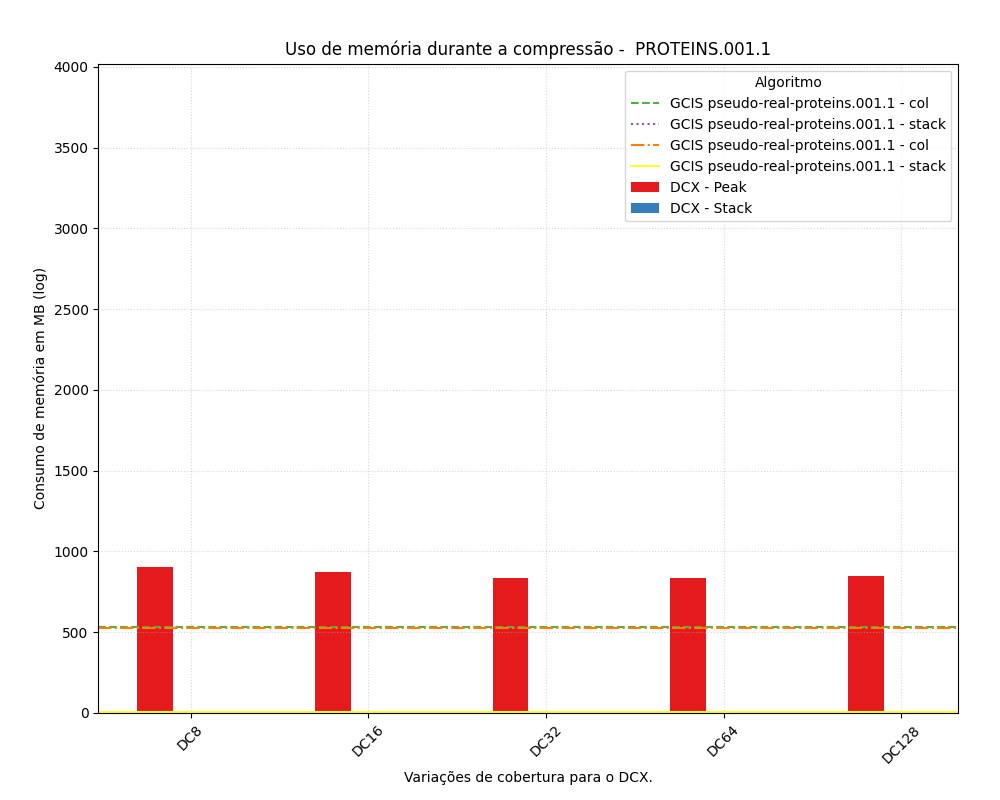 Uso de memória durante a compressão -  PROTEINS.001.1
4000
3500
3000
2500
2000
1500
1000
500
0
Consumo de memória em MB (log)
Algoritmo
GCIS pseudo-real-proteins.001.1 - col
GCIS pseudo-real-proteins.001.1 - stack
GCIS pseudo-real-proteins.001.1 - col
GCIS pseudo-real-proteins.001.1 - stack
DCX - Peak
DCX - Stack
DC8
DC16
DC32
DC64
DC128
Variações de cobertura para o DCX.